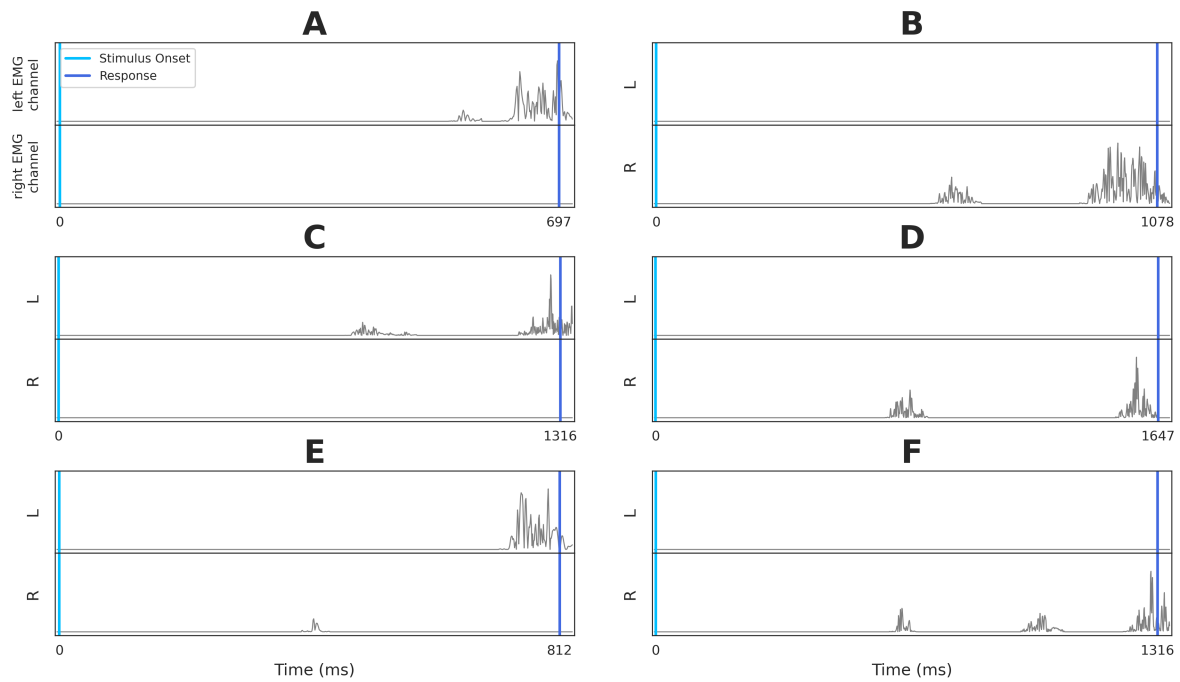 A
B
left EMG
channel
Stimulus Onset
Response
right EMG
channel
0
697
L
R
0
1078
C
D
L
R
0
1316
L
R
0
1647
E
F
L
R
0
812
Time (ms)
L
R
0
1316
Time (ms)